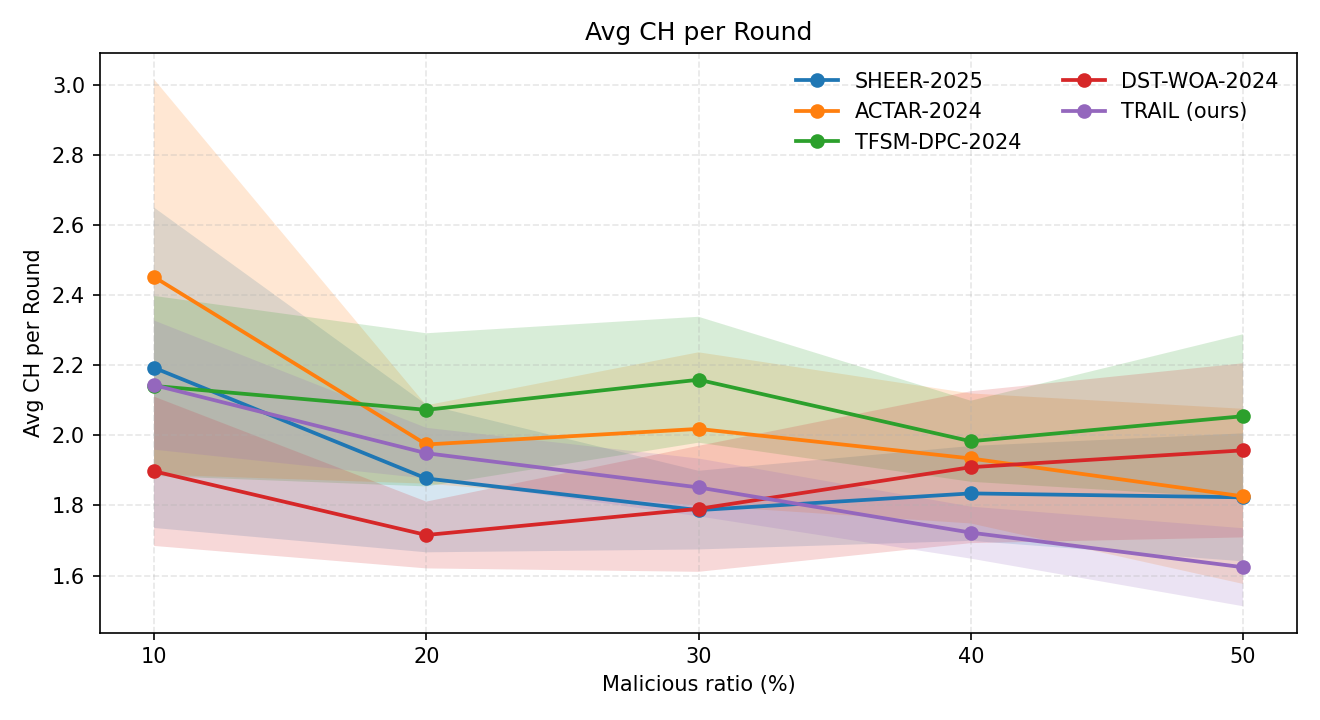 Avg CH per Round
SHEER-2025
ACTAR-2024
TFSM-DPC-2024
DST-WOA-2024
TRAIL (ours)
Avg CH per Round
3.0
2.8
2.6
2.4
2.2
2.0
1.8
1.6
10 20 30 40 50
Malicious ratio (%)